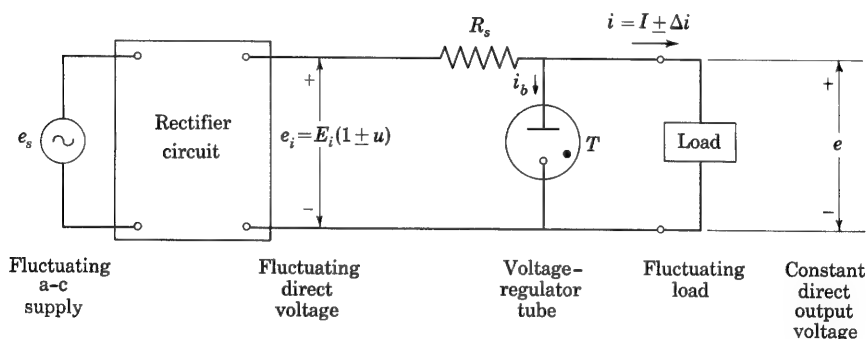 R_s
i = I ± Δi
i_b
+
+
+
e_s
Rectifier
circuit
e_i = E_i(1 ± u)
T
Load
e
−
−
Fluctuating
a-c
supply
Fluctuating
direct
voltage
Voltage-
regulator
tube
Fluctuating
load
Constant
direct
output
voltage